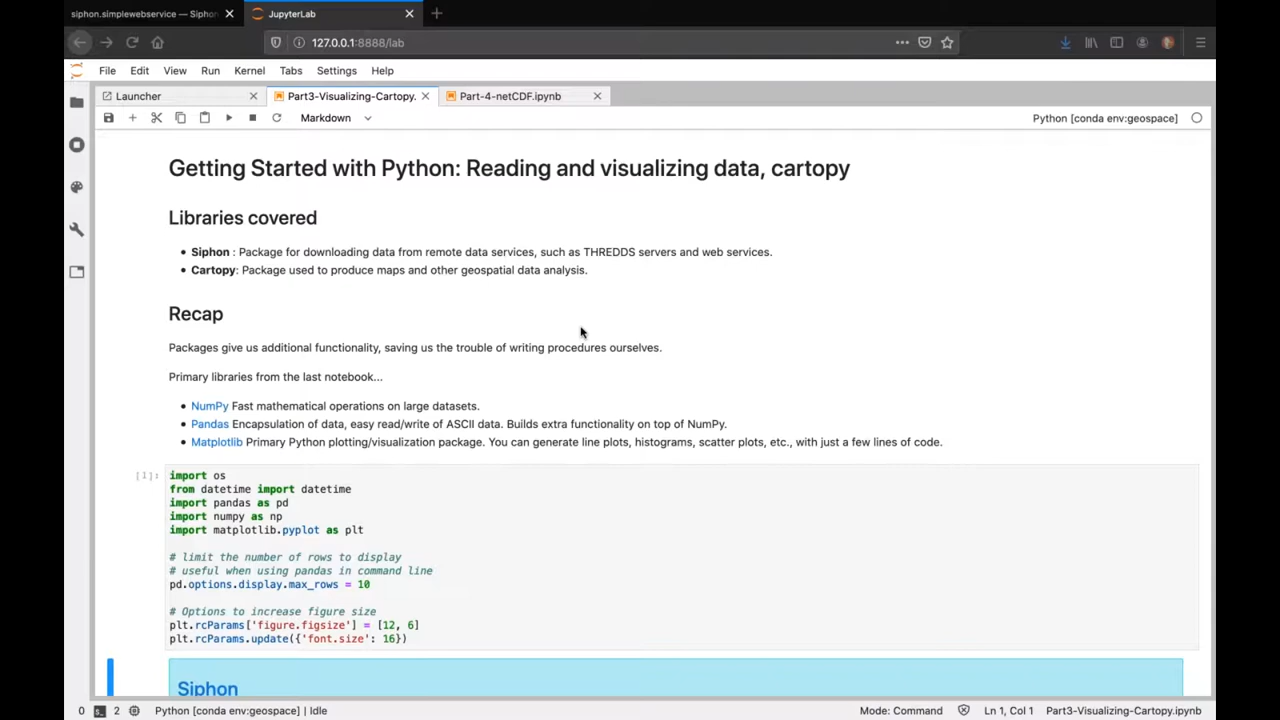 siphon.simplewebservice — Siphon
JupyterLab
127.0.0.1:8888/lab
File Edit View Run Kernel Tabs Settings Help
Launcher
Part3-Visualizing-Cartopy.
Part-4-netCDF.ipynb
Markdown
Python [conda env:geospace]
Getting Started with Python: Reading and visualizing data, cartopy
Libraries covered
• Siphon : Package for downloading data from remote data services, such as THREDDS servers and web services.
• Cartopy: Package used to produce maps and other geospatial data analysis.
Recap
Packages give us additional functionality, saving us the trouble of writing procedures ourselves.
Primary libraries from the last notebook...
• NumPy Fast mathematical operations on large datasets.
• Pandas Encapsulation of data, easy read/write of ASCII data. Builds extra functionality on top of NumPy.
• Matplotlib Primary Python plotting/visualization package. You can generate line plots, histograms, scatter plots, etc., with just a few lines of code.
[1]: import os
from datetime import datetime
import pandas as pd
import numpy as np
import matplotlib.pyplot as plt
# limit the number of rows to display
# useful when using pandas in command line
pd.options.display.max_rows = 10
# Options to increase figure size
plt.rcParams['figure.figsize'] = [12, 6]
plt.rcParams.update({'font.size': 16})
Siphon
0 2 Python [conda env:geospace] | Idle Mode: Command Ln 1, Col 1 Part3-Visualizing-Cartopy.ipynb